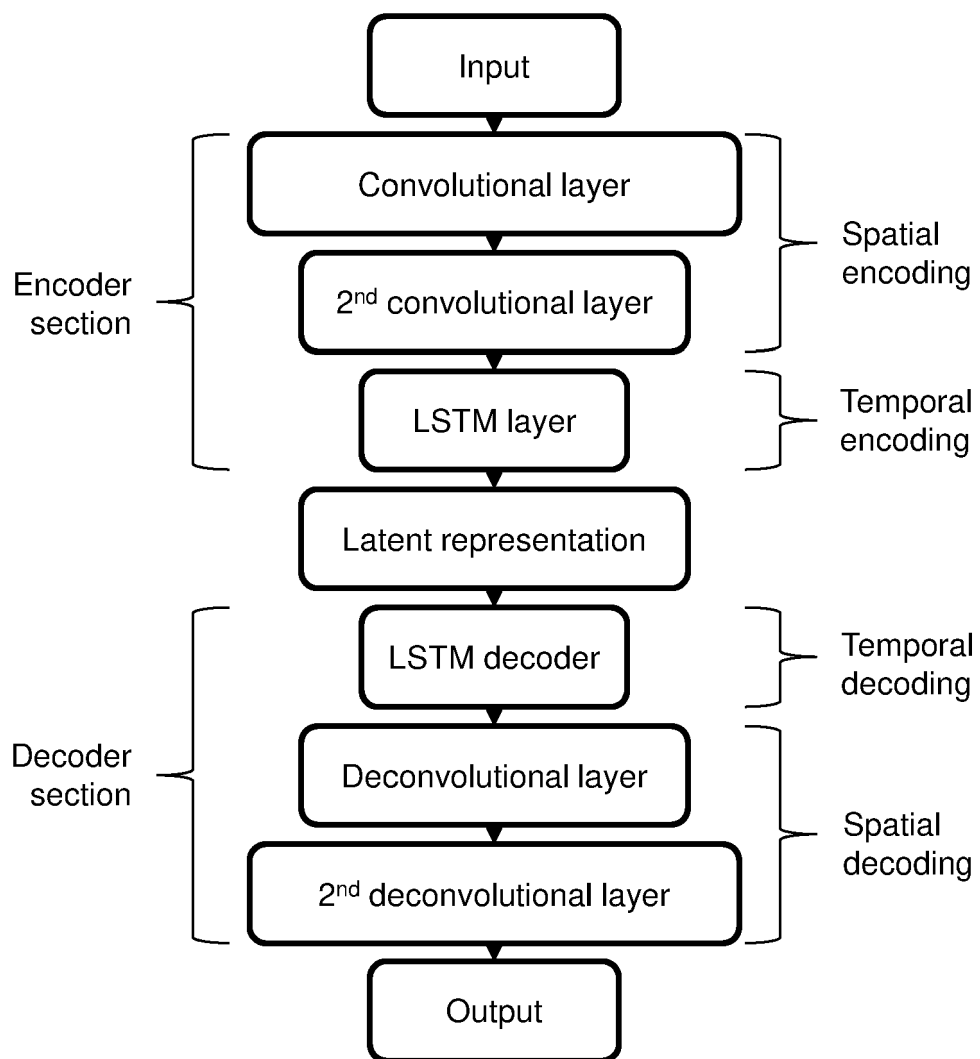 Input
Convolutional layer
Spatial
encoding
Encoder
section
2nd convolutional layer
LSTM layer
Temporal
encoding
Latent representation
LSTM decoder
Temporal
decoding
Decoder
section
Deconvolutional layer
Spatial
decoding
2nd deconvolutional layer
Output